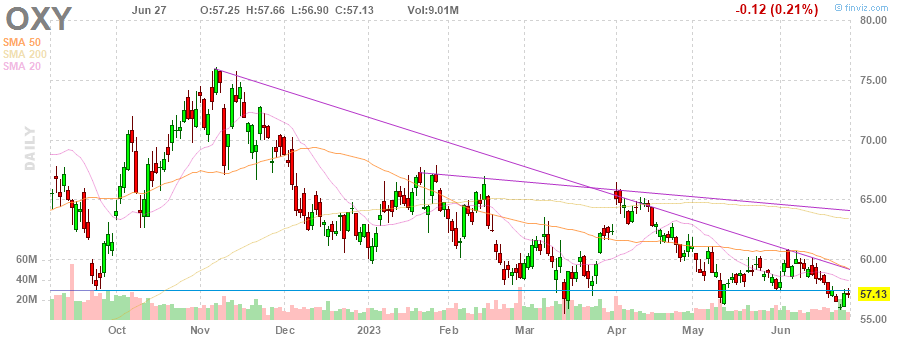 OXY Jun 27 O:57.25 H:57.66 L:56.90 C:57.13 Vol:9.01M -0.12 (0.21%) © finviz.com
80.00
SMA 50
SMA 200
SMA 20
75.00
DAILY
70.00
65.00
60M 60.00
40M
57.13
20M
55.00
Oct Nov Dec 2023 Feb Mar Apr May Jun